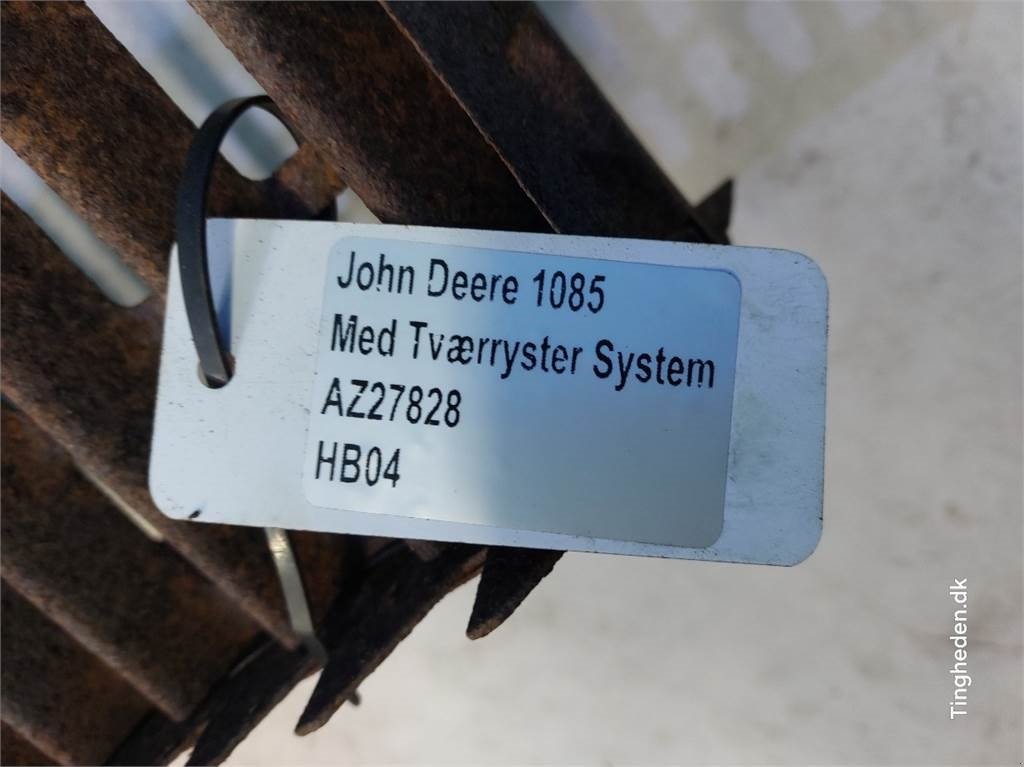 John Deere 1085
Med Tværryster System
AZ27828
HB04
Tingheden.dk